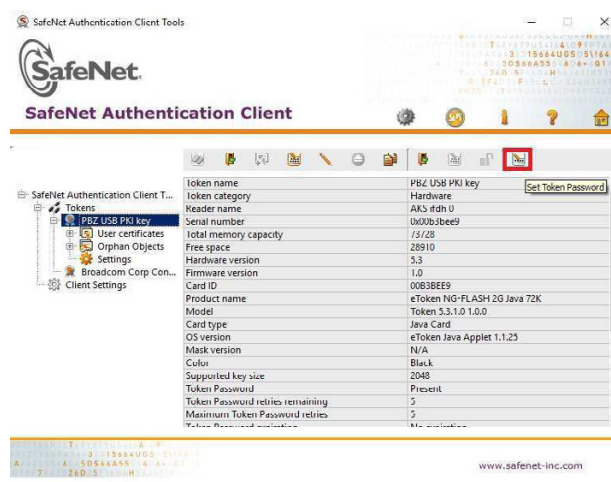 SafeNet Authentication Client Tools
SafeNet.
SafeNet Authentication Client
Set Token Password
SafeNet Authentication Client T...
Tokens
PBZ USB PKI key
User certificates
Orphan Objects
Settings
Broadcom Corp Con...
Client Settings
Token name PBZ USB PKI key
Token category Hardware
Reader name AKS ifdh 0
Serial number 0x00b3bee9
Total memory capacity 73728
Free space 28910
Hardware version 5.3
Firmware version 1.0
Card ID 00B3BEE9
Product name eToken NG-FLASH 2G Java 72K
Model Token 5.3.1.0 1.0.0
Card type Java Card
OS version eToken Java Applet 1.1.25
Mask version N/A
Color Black
Supported key size 2048
Token Password Present
Token Password retries remaining 5
Maximum Token Password retries 5
Token Password expiration No expiration
www.safenet-inc.com